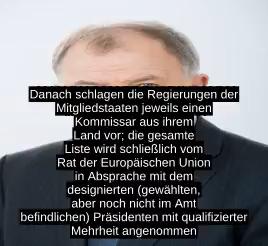 Danach schlagen die Regierungen der
Mitgliedstaaten jeweils einen
Kommissar aus ihrem
Land vor; die gesamte
Liste wird schließlich vom
Rat der Europäischen Union
in Absprache mit dem
designierten (gewählten,
aber noch nicht im Amt
befindlichen) Präsidenten mit qualifizierter
Mehrheit angenommen